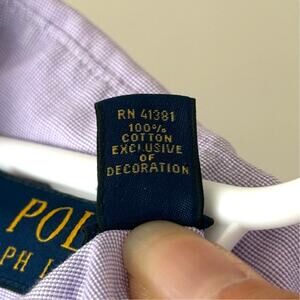 RN 41381
100%
COTTON
EXCLUSIVE
OF
DECORATION
POL
PH L